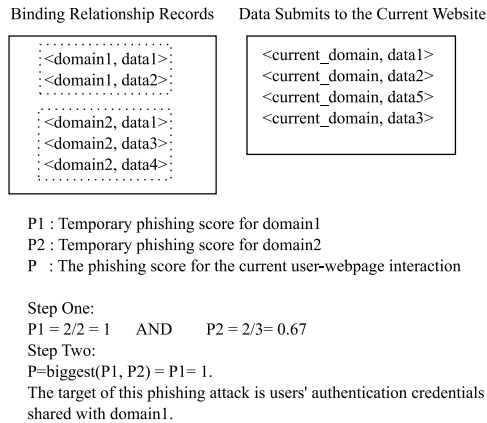 Binding Relationship Records
Data Submits to the Current Website
<domain1, data1>
<domain1, data2>
<domain2, data1>
<domain2, data3>
<domain2, data4>
<current_domain, data1>
<current_domain, data2>
<current_domain, data5>
<current_domain, data3>
P1 : Temporary phishing score for domain1
P2 : Temporary phishing score for domain2
P : The phishing score for the current user-webpage interaction
Step One:
P1 = 2/2 = 1 AND P2 = 2/3= 0.67
Step Two:
P=biggest(P1, P2) = P1= 1.
The target of this phishing attack is users' authentication credentials
shared with domain1.